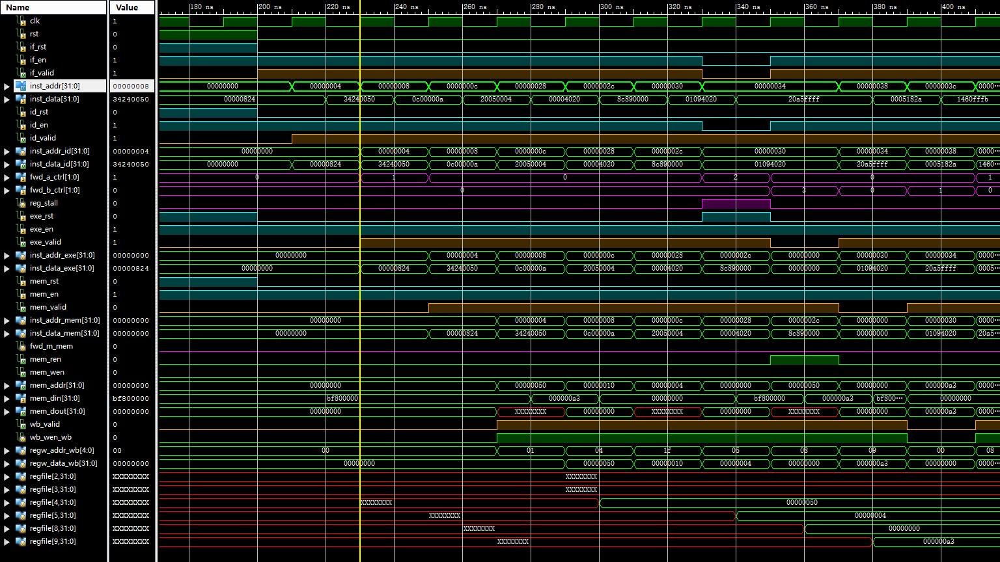 Name Value 180 ns 200 ns 220 ns 240 ns 260 ns 280 ns 300 ns 320 ns 340 ns 360 ns 380 ns 400 ns
clk 1
rst 0
if_rst 0
if_en 1
if_valid 1
inst_addr[31:0] 00000008 00000000 00000004 00000008 0000000c 00000028 0000002c 00000030 00000034 00000038 0000003c 0000···
inst_data[31:0] 34240050 00000824 34240050 0c00000a 20050004 00004020 8c890000 01094020 20a5ffff 0005182a 1460fffb
id_rst 0
id_en 1
id_valid 1
inst_addr_id[31:0] 00000004 00000000 00000004 00000008 0000000c 00000028 0000002c 00000030 00000034 00000038 0000···
inst_data_id[31:0] 34240050 00000000 00000824 34240050 0c00000a 20050004 00004020 8c890000 01094020 20a5ffff 0005182a 1460···
fwd_a_ctrl[1:0] 1 0 1 0 2 0 1
fwd_b_ctrl[1:0] 0 0 3 0 1 0
reg_stall 0
exe_rst 0
exe_en 1
exe_valid 1
inst_addr_exe[31:0] 00000000 00000000 00000004 00000008 0000000c 00000028 0000002c 00000000 00000030 00000034 0000···
inst_data_exe[31:0] 00000824 00000000 00000824 34240050 0c00000a 20050004 00004020 8c890000 00000000 01094020 20a5ffff 0005···
mem_rst 0
mem_en 1
mem_valid 0
inst_addr_mem[31:0] 00000000 00000000 00000004 00000008 0000000c 00000028 0000002c 00000000 00000030 0000···
inst_data_mem[31:0] 00000000 00000000 00000824 34240050 0c00000a 20050004 00004020 8c890000 00000000 01094020 20a5···
fwd_m_mem 0
mem_ren 0
mem_wen 0
mem_addr[31:0] 00000000 00000000 00000050 00000010 00000004 00000000 00000050 00000000 000000a3 0000···
mem_din[31:0] bf800000 bf800000 000000a3 00000000 bf800000 000000a3 bf800··· 00000000
mem_dout[31:0] 00000000 00000000 XXXXXXXX 00000000 XXXXXXXX 00000000 XXXXXXXX 00000000 000000a3 0000···
wb_valid 0
wb_wen_wb 0
regw_addr_wb[4:0] 00 00 01 04 1f 05 08 09 00 08
regw_data_wb[31:0] 00000000 00000000 00000050 00000010 00000004 00000000 000000a3 00000000 0000···
regfile[2,31:0] XXXXXXXX XXXXXXXX
regfile[3,31:0] XXXXXXXX XXXXXXXX
regfile[4,31:0] XXXXXXXX XXXXXXXX 00000050
regfile[5,31:0] XXXXXXXX XXXXXXXX 00000004
regfile[8,31:0] XXXXXXXX XXXXXXXX 00000000
regfile[9,31:0] XXXXXXXX XXXXXXXX 000000a3